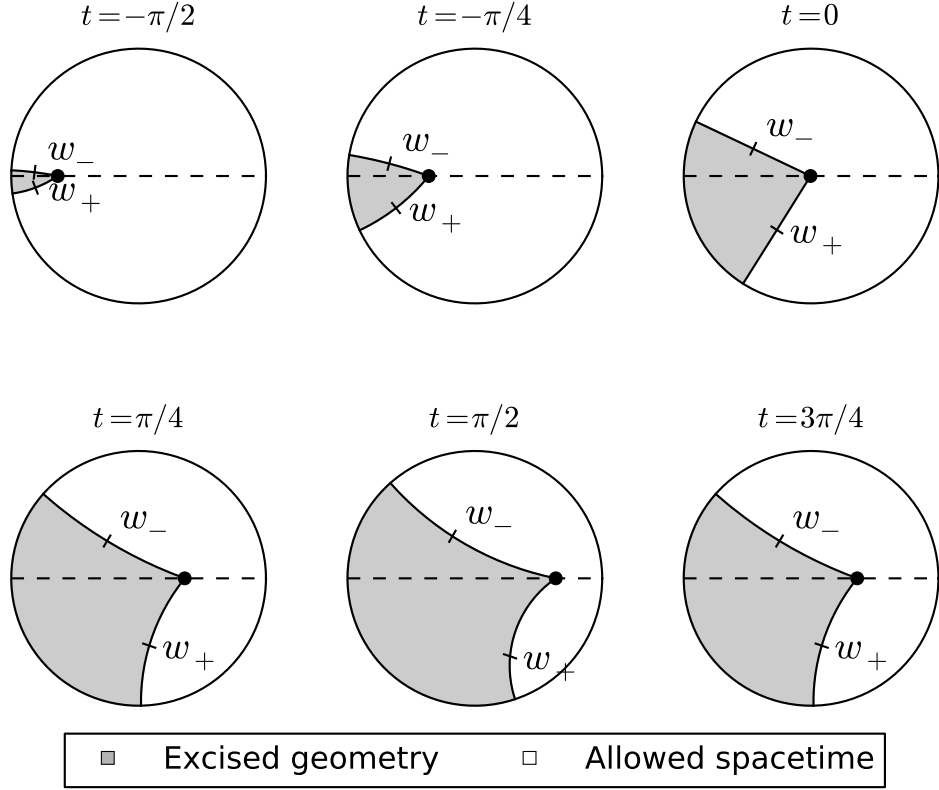 t=−π/2
t=−π/4
t=0
w₋
w₊
w₋
w₊
w₋
w₊
t=π/4
t=π/2
t=3π/4
w₋
w₊
w₋
w₊
w₋
w₊
Excised geometry
Allowed spacetime